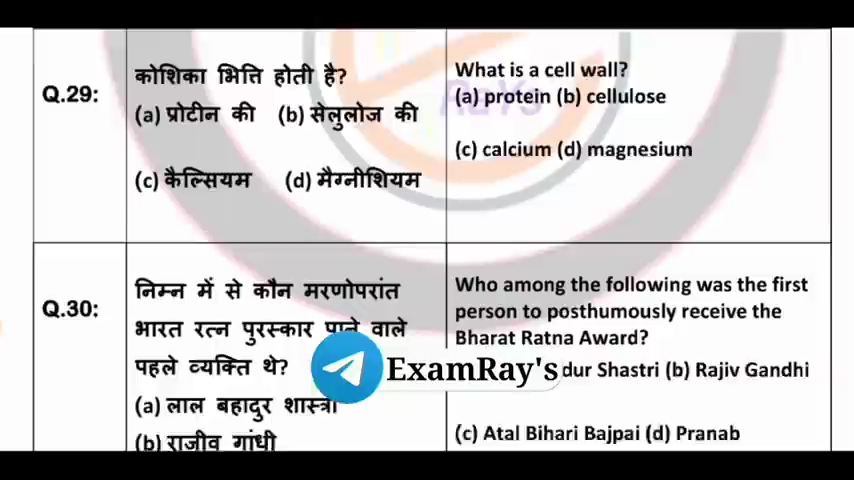 Q.29:
कोशिका भित्ति होती है?
(a) प्रोटीन की (b) सेलुलोज की
(c) कैल्सियम (d) मैग्नीशियम
What is a cell wall?
(a) protein (b) cellulose
(c) calcium (d) magnesium
Q.30:
निम्न में से कौन मरणोपरांत
भारत रत्न पुरस्कार पाने वाले
पहले व्यक्ति थे?
(a) लाल बहादुर शास्त्री
(b) राजीव गांधी
Who among the following was the first
person to posthumously receive the
Bharat Ratna Award?
dur Shastri (b) Rajiv Gandhi
(c) Atal Bihari Bajpai (d) Pranab
ExamRay's